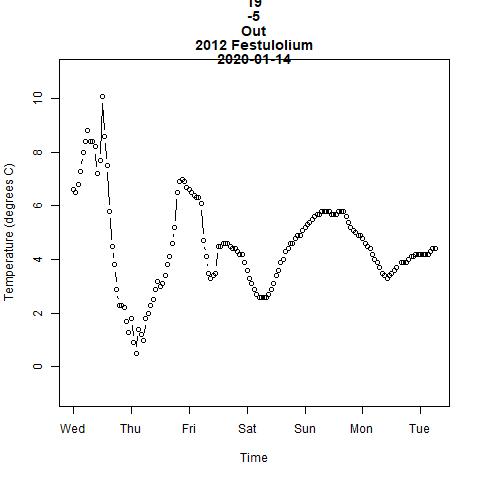 19
-5
Out
2012 Festulolium
2020-01-14
10
8
6
4
2
0
Temperature (degrees C)
Wed Thu Fri Sat Sun Mon Tue
Time